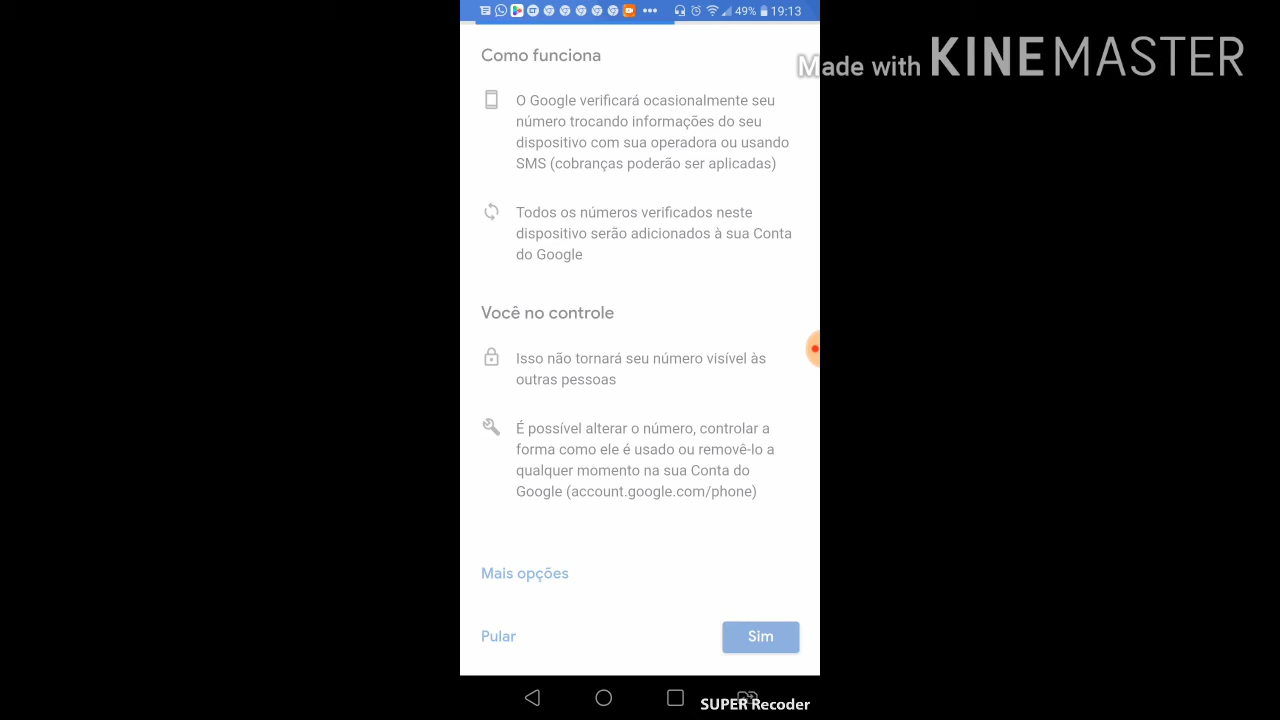 49% 19:13
Made with KINEMASTER
Como funciona
O Google verificará ocasionalmente seu
número trocando informações do seu
dispositivo com sua operadora ou usando
SMS (cobranças poderão ser aplicadas)
Todos os números verificados neste
dispositivo serão adicionados à sua Conta
do Google
Você no controle
Isso não tornará seu número visível às
outras pessoas
É possível alterar o número, controlar a
forma como ele é usado ou removê-lo a
qualquer momento na sua Conta do
Google (account.google.com/phone)
Mais opções
Pular
Sim
SUPER Recoder